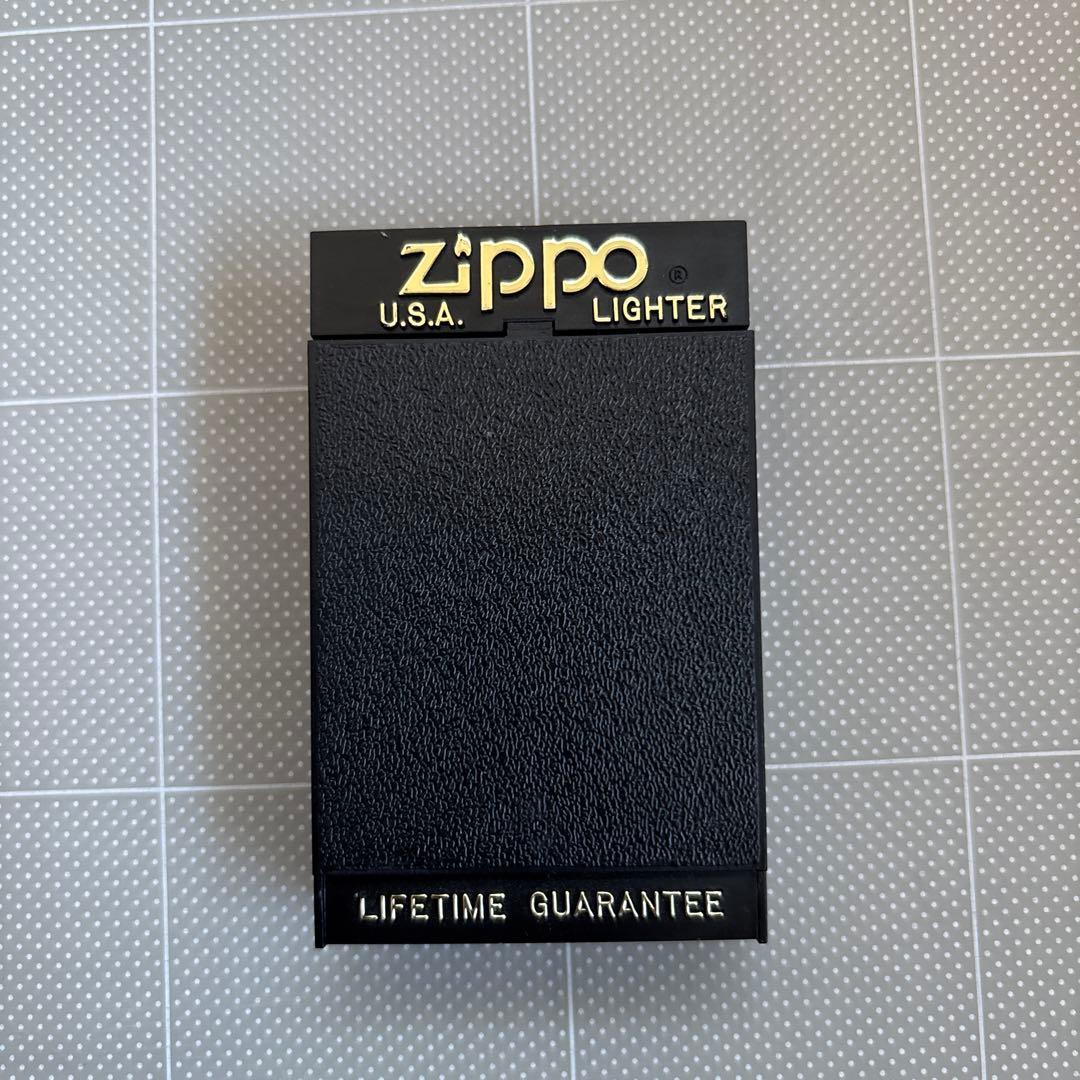 Zippo ®
U.S.A. LIGHTER
LIFETIME GUARANTEE